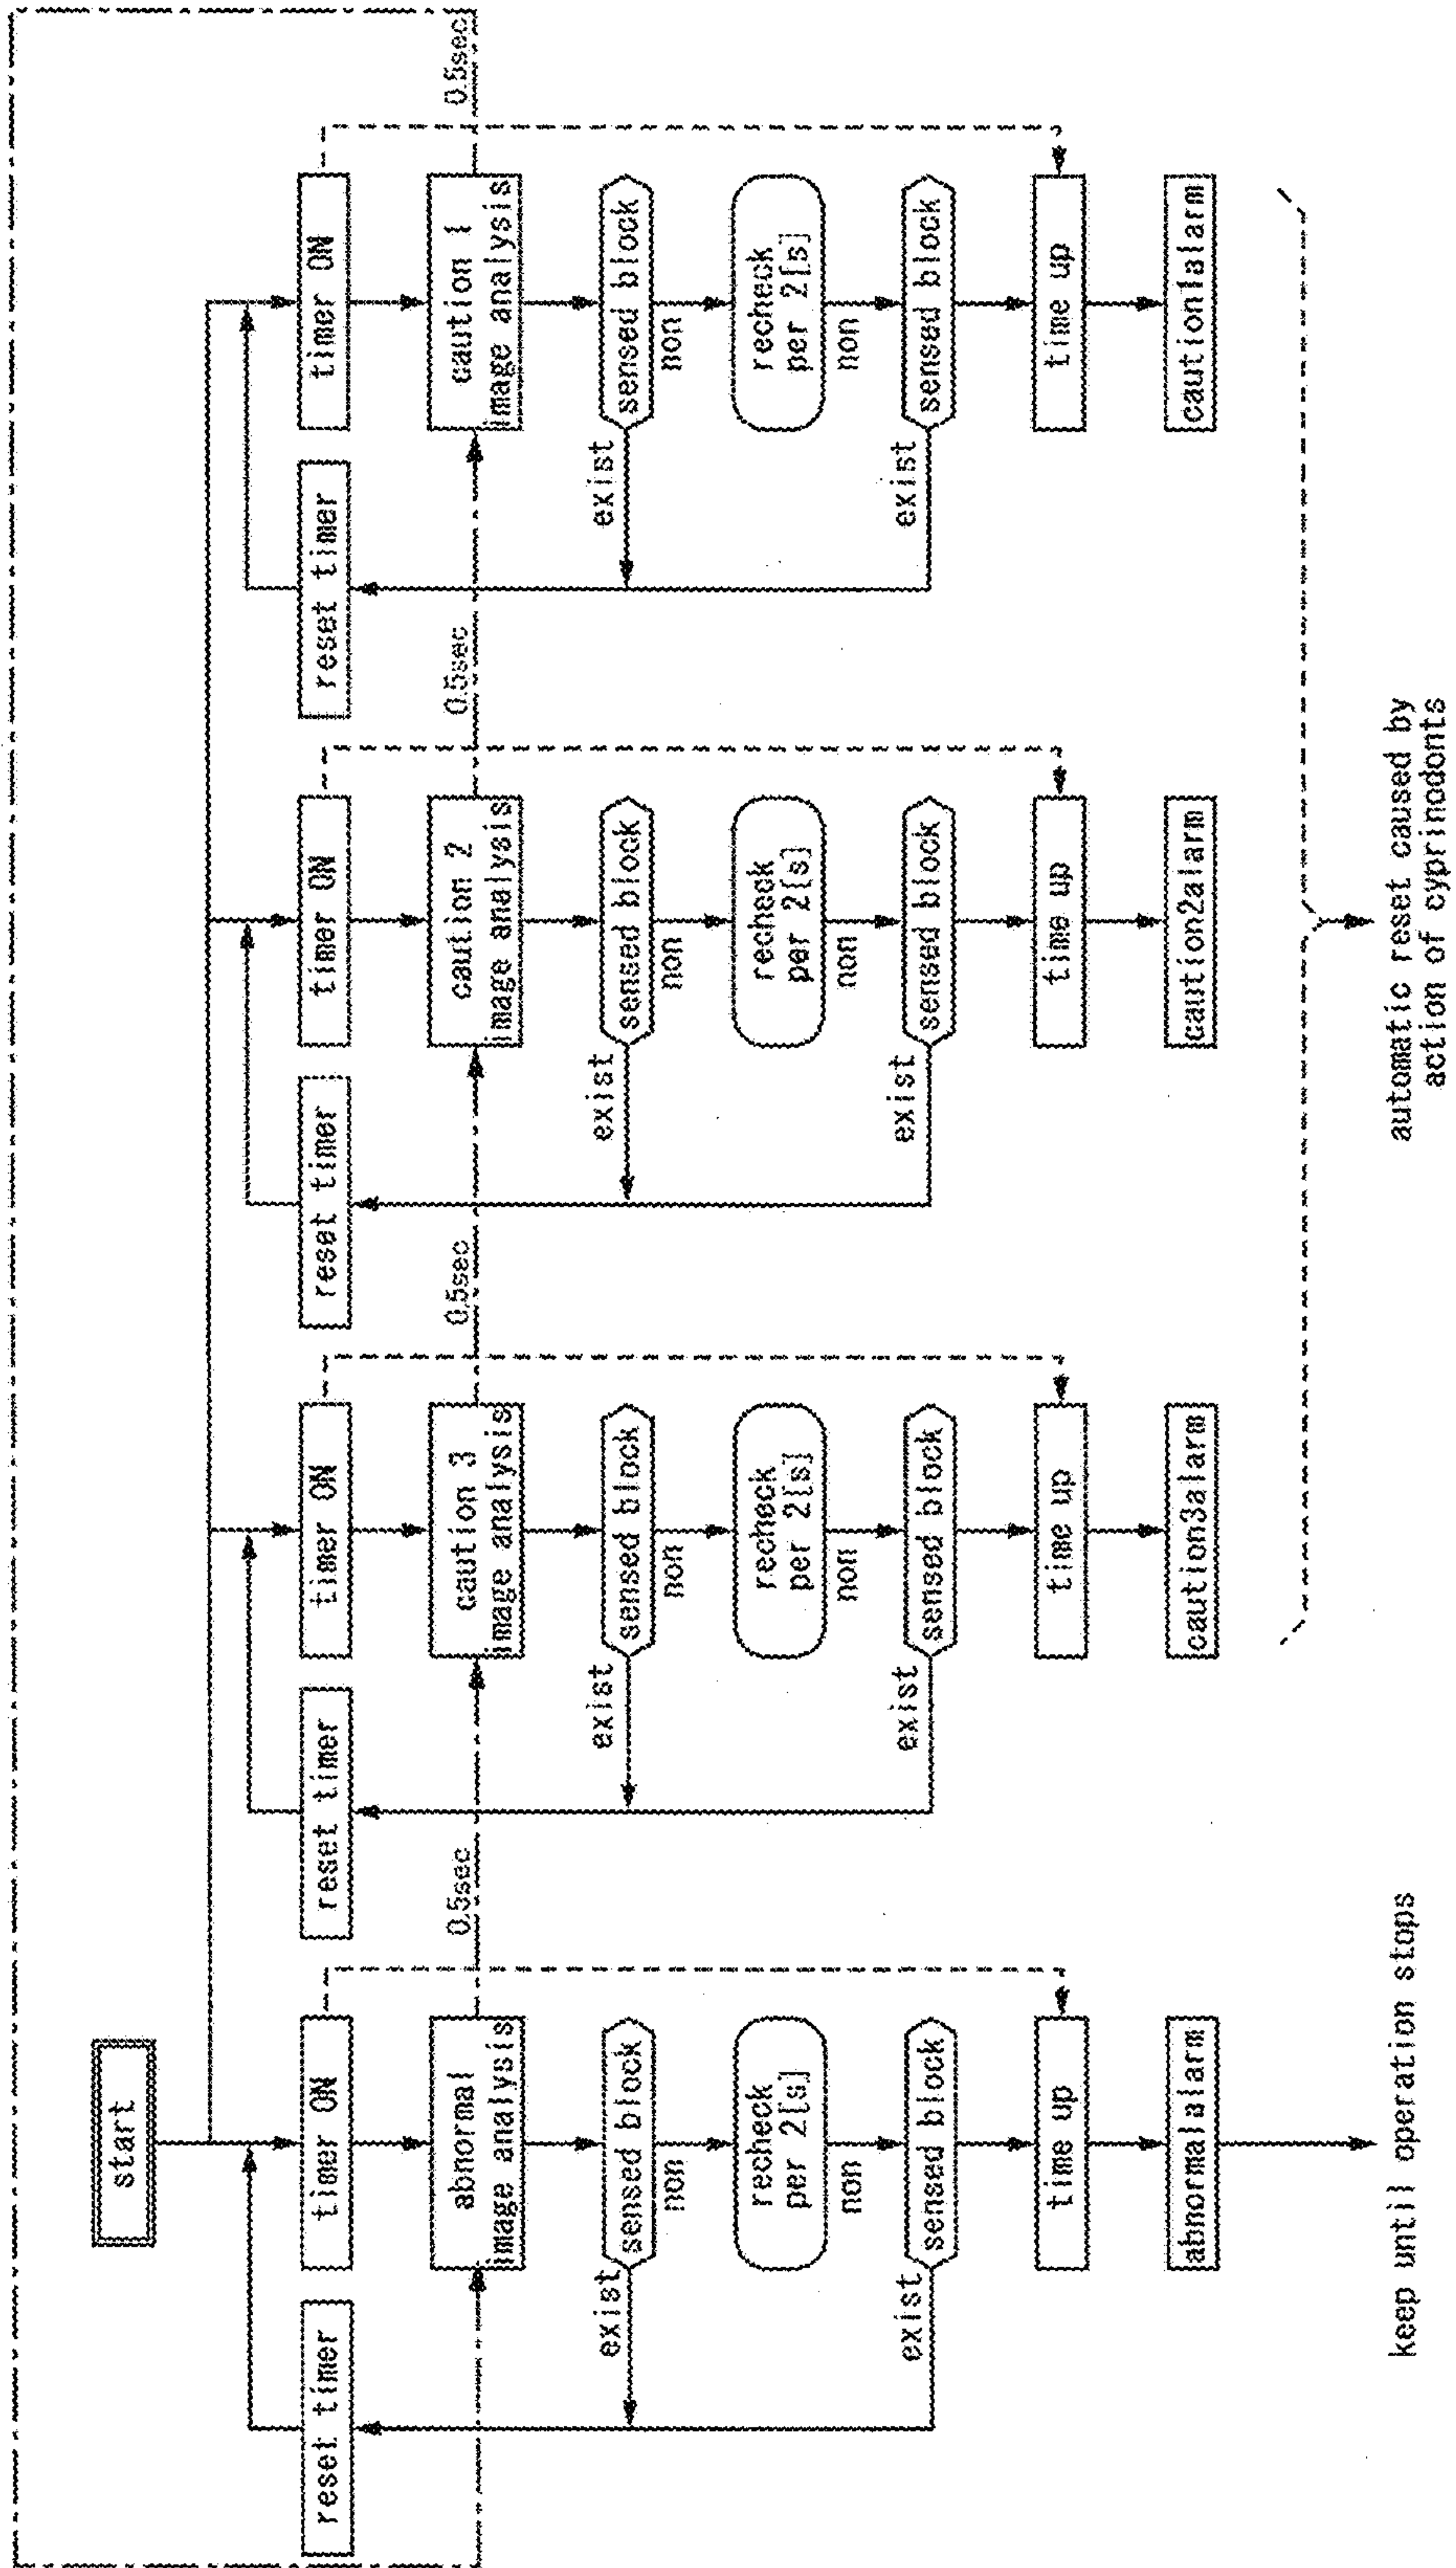 start
reset timer
timer ON
abnormal
image analysis
exist
sensed block
non
recheck
per 2[s]
non
exist
sensed block
time up
abnormalalarm
keep until operation stops
0.5sec
reset timer
timer ON
caution 3
image analysis
exist
sensed block
non
recheck
per 2[s]
non
exist
sensed block
time up
caution3alarm
0.5sec
reset timer
timer ON
caution 2
image analysis
exist
sensed block
non
recheck
per 2[s]
non
exist
sensed block
time up
caution2alarm
0.5sec
reset timer
timer ON
caution 1
image analysis
exist
sensed block
non
recheck
per 2[s]
non
exist
sensed block
time up
caution1alarm
0.5sec
automatic reset caused by
action of cyprinodonts